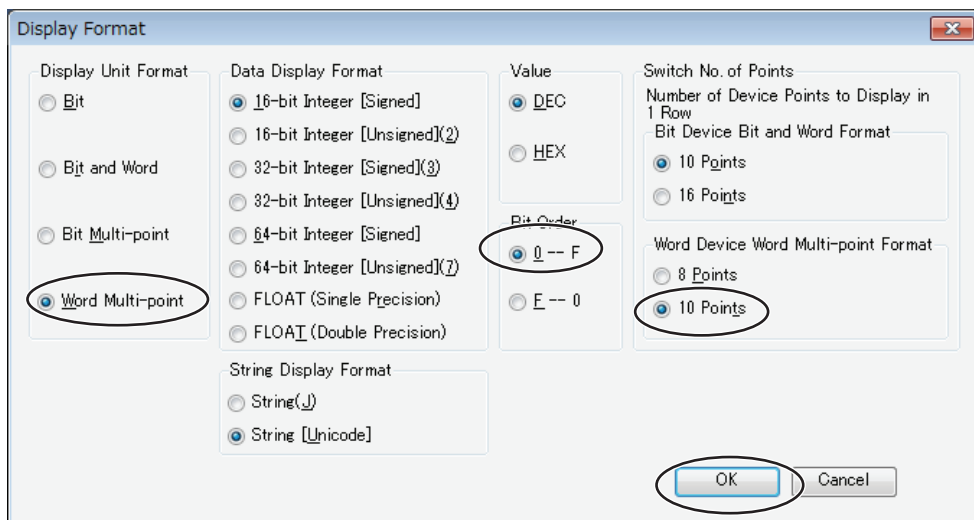 Display Format
Display Unit Format
Bit
Bit and Word
Bit Multi-point
Word Multi-point
Data Display Format
16-bit Integer [Signed]
16-bit Integer [Unsigned](2)
32-bit Integer [Signed](3)
32-bit Integer [Unsigned](4)
64-bit Integer [Signed]
64-bit Integer [Unsigned](7)
FLOAT (Single Precision)
FLOAT (Double Precision)
String Display Format
String(J)
String [Unicode]
Value
DEC
HEX
Bit Order
0 -- F
F -- 0
Switch No. of Points
Number of Device Points to Display in
1 Row
Bit Device Bit and Word Format
10 Points
16 Points
Word Device Word Multi-point Format
8 Points
10 Points
OK
Cancel